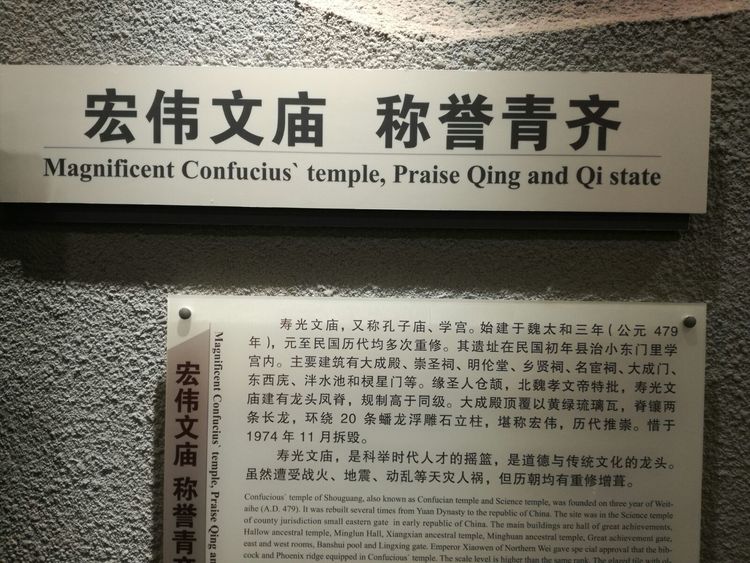 宏伟文庙 称誉青齐
Magnificent Confucius` temple, Praise Qing and Qi state
宏伟文庙 称誉青
Magnificent Confucius` temple, Praise Qing an
寿光文庙，又称孔子庙、学宫。始建于魏太和三年（公元 479
年），元至民国历代均多次重修。其遗址在民国初年县治小东门里学
宫内。主要建筑有大成殿、崇圣祠、明伦堂、乡贤祠、名宦祠、大成门、
东西庑、泮水池和棂星门等。缘圣人仓颉，北魏孝文帝特批，寿光文
庙建有龙头凤脊，规制高于同级。大成殿顶覆以黄绿琉璃瓦，脊镶两
条长龙，环绕 20 条蟠龙浮雕石立柱，堪称宏伟，历代推崇。惜于
1974 年 11 月拆毁。
寿光文庙，是科举时代人才的摇篮，是道德与传统文化的龙头。
虽然遭受战火、地震、动乱等天灾人祸，但历朝均有重修增葺。
Confucious` temple of Shouguang, also known as Confucian temple and Science temple, was founded on three year of Wei-
taihe (A.D. 479). It was rebuilt several times from Yuan Dynasty to the republic of China. The site was in the Science temple
of county jurisdiction small eastern gate in early republic of China. The main buildings are hall of great achievements,
Hallow ancestral temple, Minglun Hall, Xiangxian ancestral temple, Minghuan ancestral temple, Great achievement gate,
east and west rooms, Banshui pool and Lingxing gate. Emperor Xiaowen of Northern Wei gave spe cial approval that the bib-
cock and Phoenix ridge equipped in Confucious` temple. The scale level is higher than the same rank. The glazed tile with